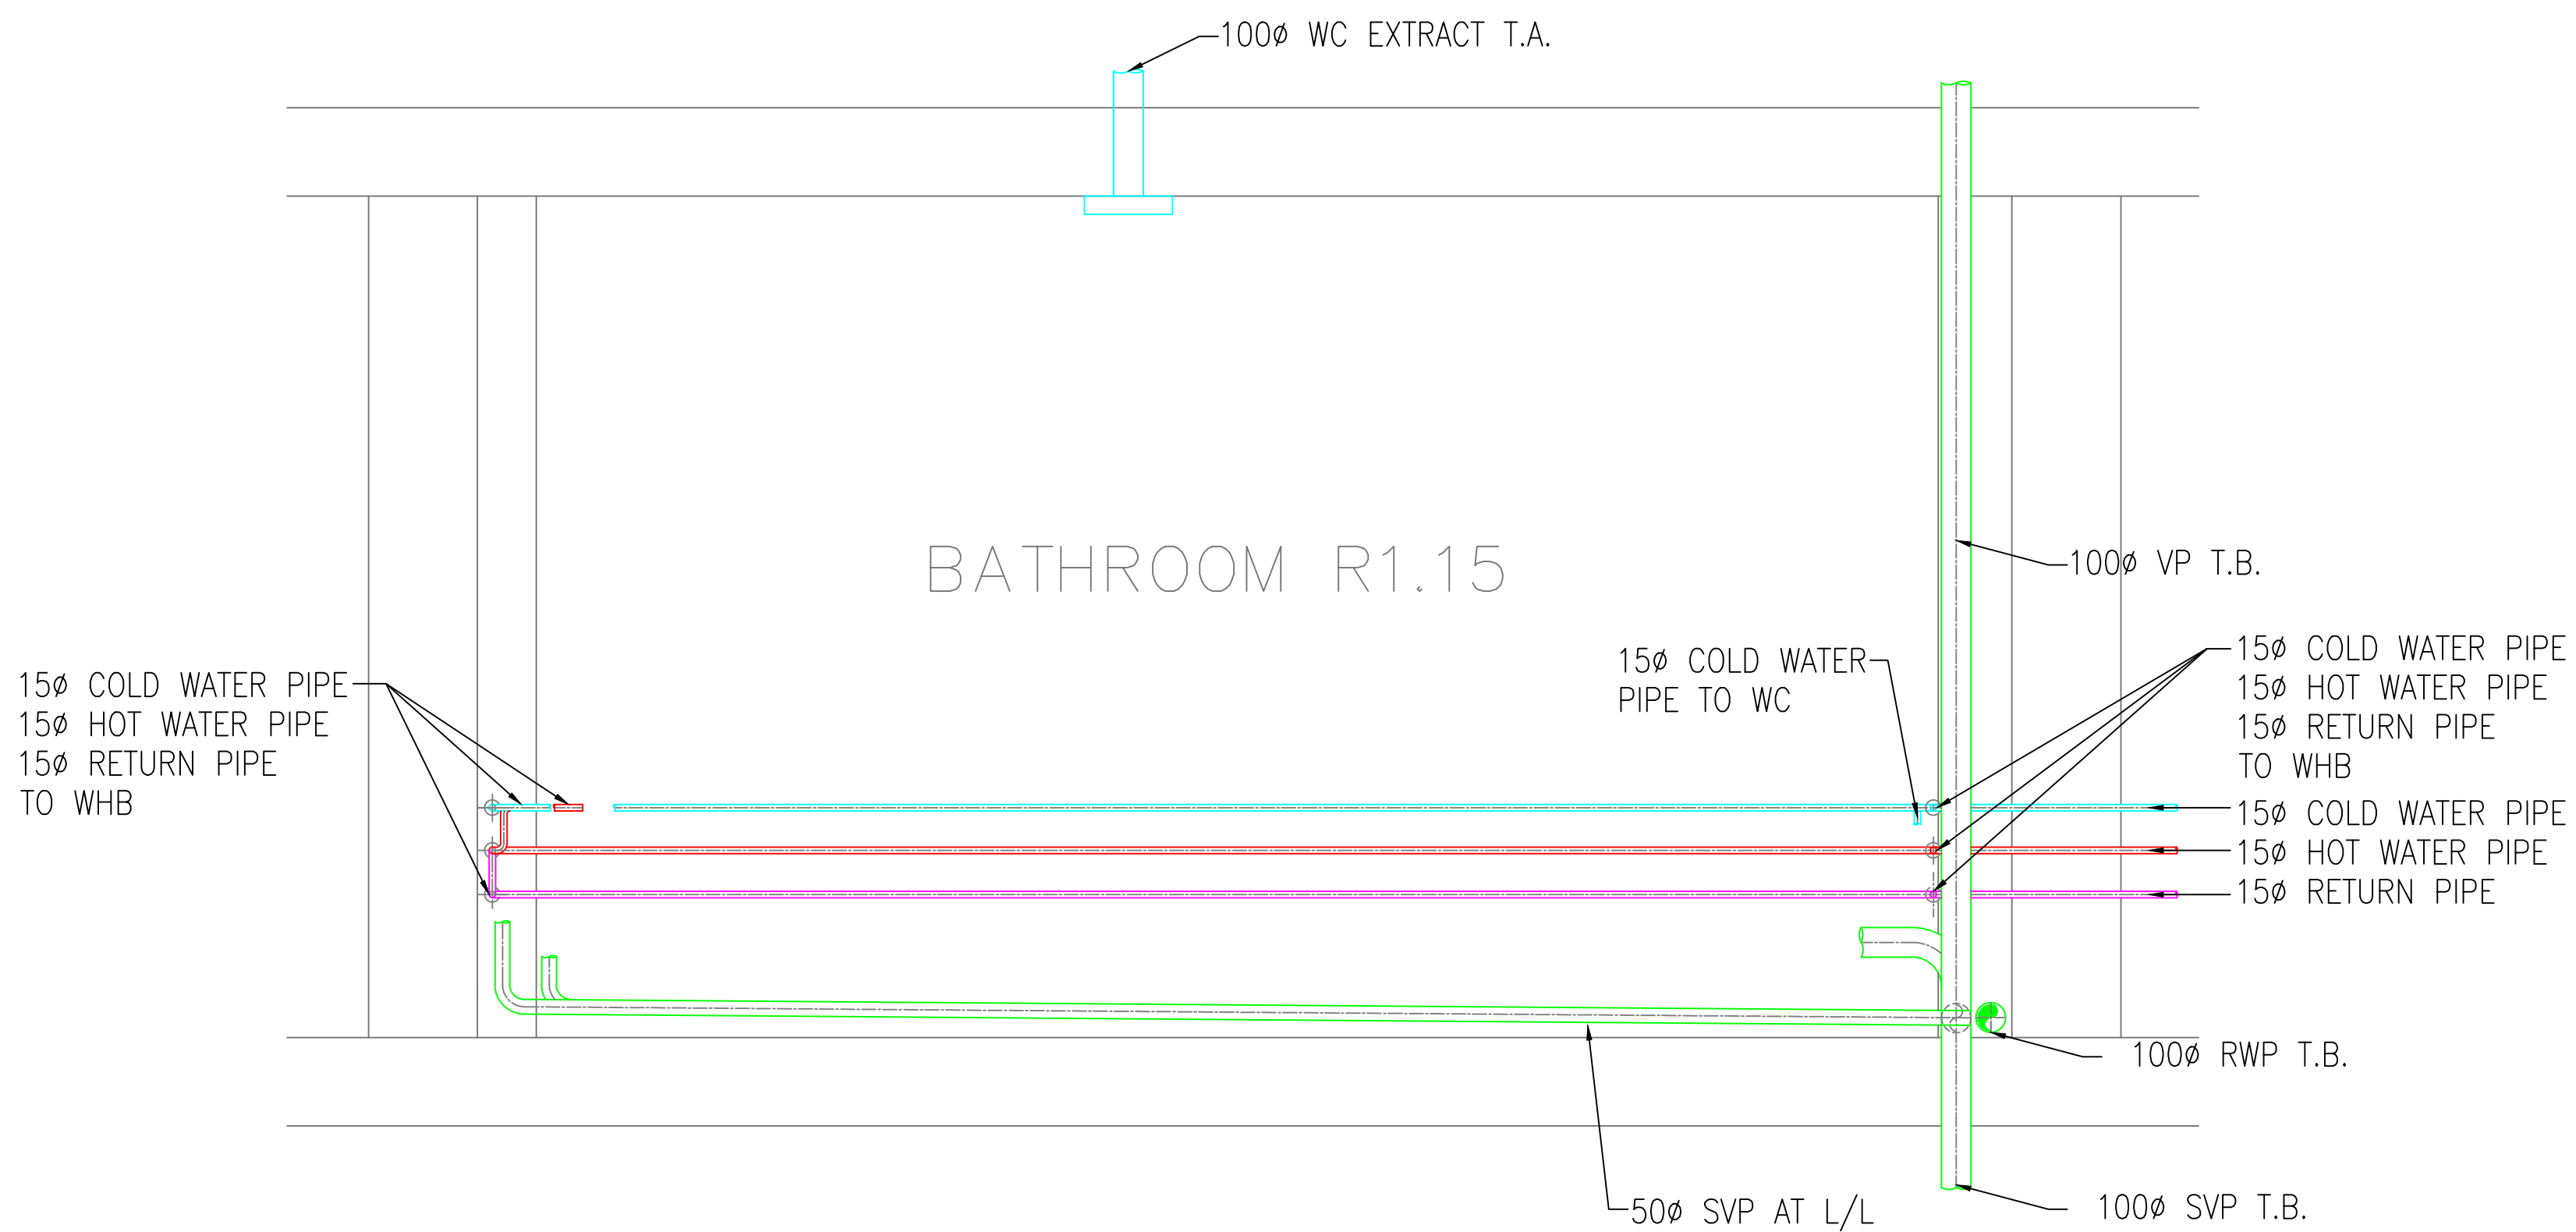 100ø WC EXTRACT T.A.
BATHROOM R1.15
100ø VP T.B.
15ø COLD WATER PIPE
15ø HOT WATER PIPE
15ø RETURN PIPE
TO WHB
15ø COLD WATER
PIPE TO WC
15ø COLD WATER PIPE
15ø HOT WATER PIPE
15ø RETURN PIPE
TO WHB
15ø COLD WATER PIPE
15ø HOT WATER PIPE
15ø RETURN PIPE
100ø RWP T.B.
50ø SVP AT L/L
100ø SVP T.B.